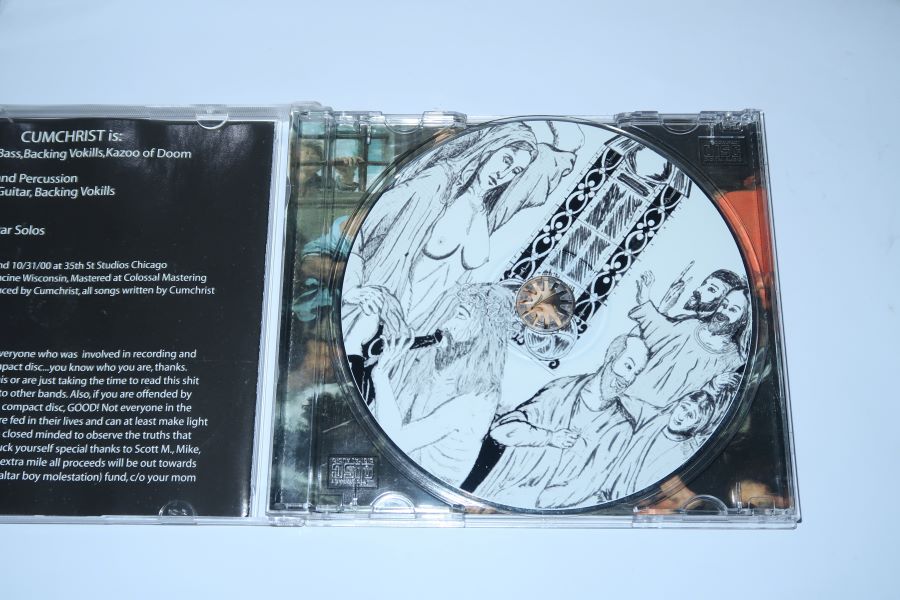 CUMCHRIST is:
Bass,Backing Vokills,Kazoo of Doom
and Percussion
Guitar, Backing Vokills
ar Solos
nd 10/31/00 at 35th St Studios Chicago
acine Wisconsin, Mastered at Colossal Mastering
uced by Cumchrist, all songs written by Cumchrist
veryone who was involved in recording and
mpact disc...you know who you are, thanks.
his or are just taking the time to read this shit
to other bands. Also, if you are offended by
compact disc, GOOD! Not everyone in the
re fed in their lives and can at least make light
closed minded to observe the truths that
uck yourself special thanks to Scott M., Mike,
extra mile all proceeds will be out towards
altar boy molestation) fund, c/o your mom